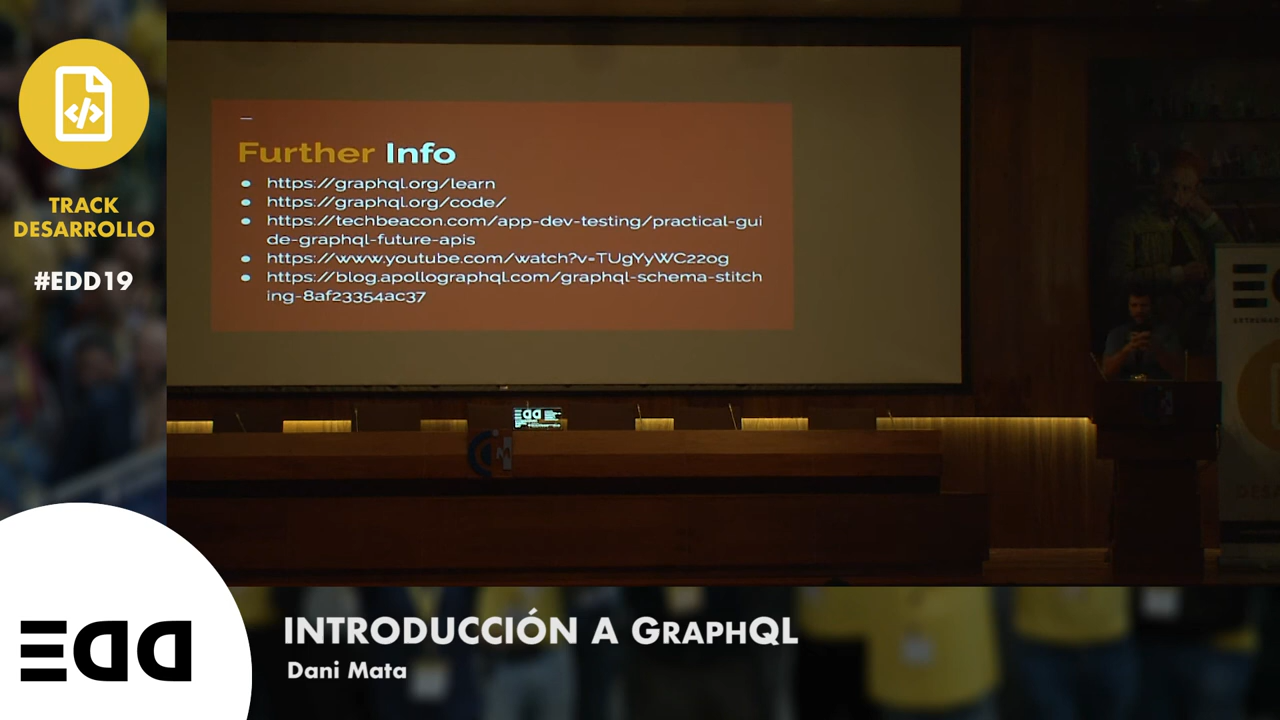 TRACK
DESARROLLO
#EDD19
Further Info
https://graphql.org/learn
https://graphql.org/code/
https://techbeacon.com/app-dev-testing/practical-gui
de-graphql-future-apis
https://www.youtube.com/watch?v=TUgYyWC22og
https://blog.apollographql.com/graphql-schema-stitch
ing-8af23354ac37
EDD
INTRODUCCIÓN A GRAPHQL
Dani Mata